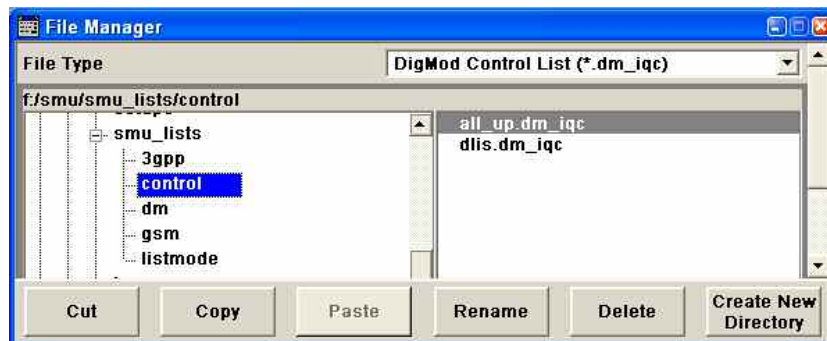 File Manager
File Type
DigMod Control List (*.dm_iqc)
f:/smu/smu_lists/control
smu_lists
3gpp
control
dm
gsm
listmode
all_up.dm_iqc
dlis.dm_iqc
Cut Copy Paste Rename Delete Create New
Directory